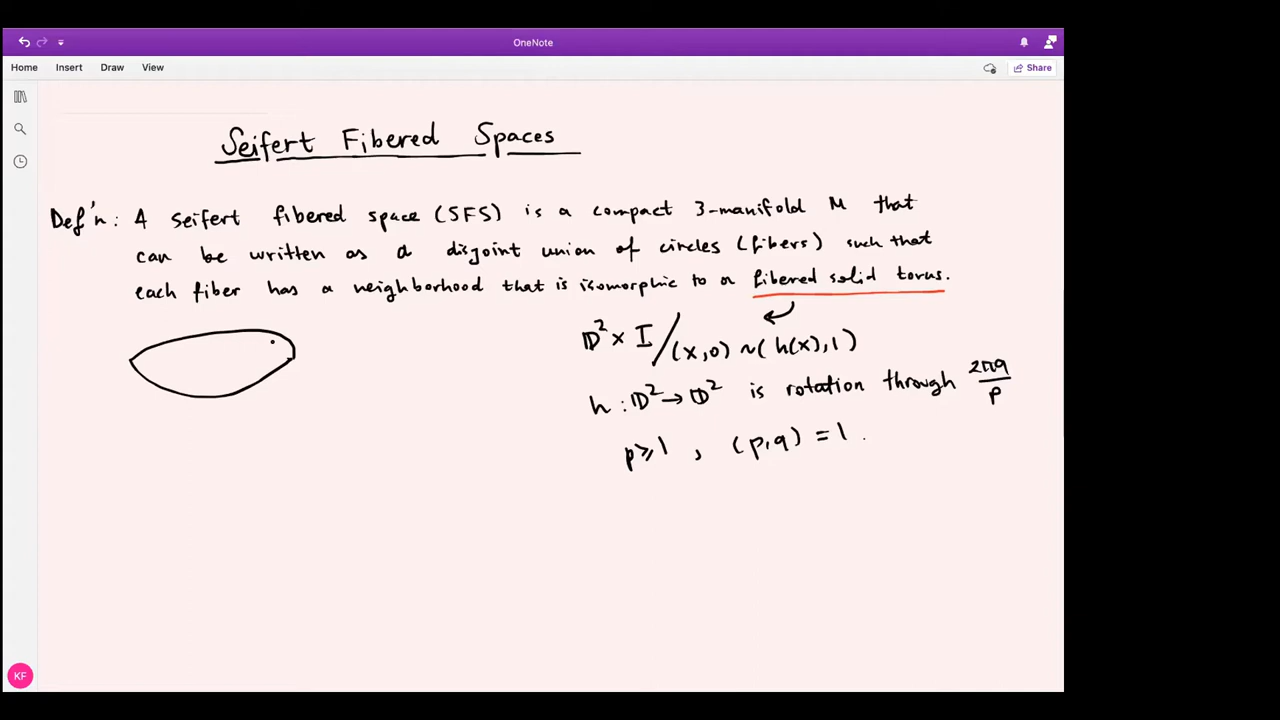 OneNote
Home Insert Draw View
Share
Seifert Fibered Spaces
Def'n: A seifert fibered space (SFS) is a compact 3-manifold M that
can be written as a disjoint union of circles (fibers) such that
each fiber has a neighborhood that is isomorphic to a fibered solid torus.
𝔻² × I / (x,0) ~ (h(x),1)
h : 𝔻² → 𝔻² is rotation through 2πq/p
p ≥ 1 , (p,q) = 1 .
KF